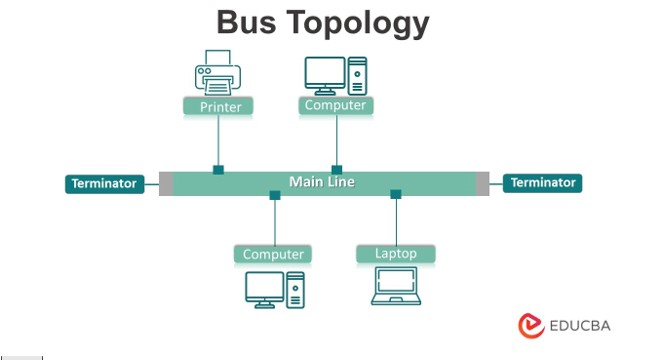 Bus Topology
Printer
Computer
Terminator
Main Line
Terminator
Computer
Laptop
EDUCBA